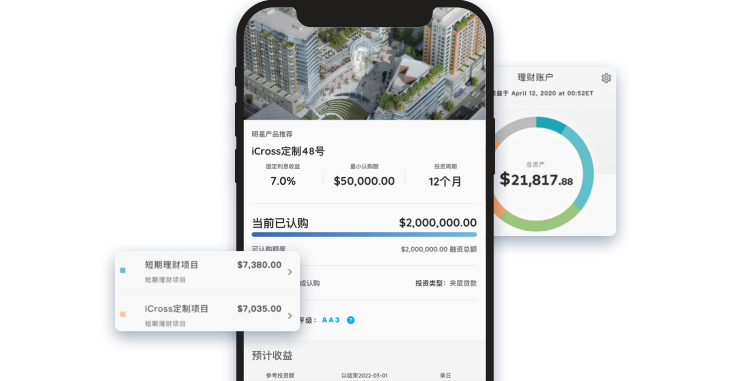 明星产品推荐
iCross定制48号
固定利息收益 最小认购额 投资周期
7.0% $50,000.00 12个月
当前已认购 $2,000,000.00
可认购额度 $2,000,000.00 融资总额
成认购 投资类型：夹层贷款
评级： AA3 ?
预计收益
参考投资额 以结束2022-03-01 单日
短期理财项目 $7,380.00
短期理财项目
iCross定制项目 $7,035.00
短期理财项目
理财账户
收益于 April 12, 2020 at 00:52ET
总资产
$21,817.88